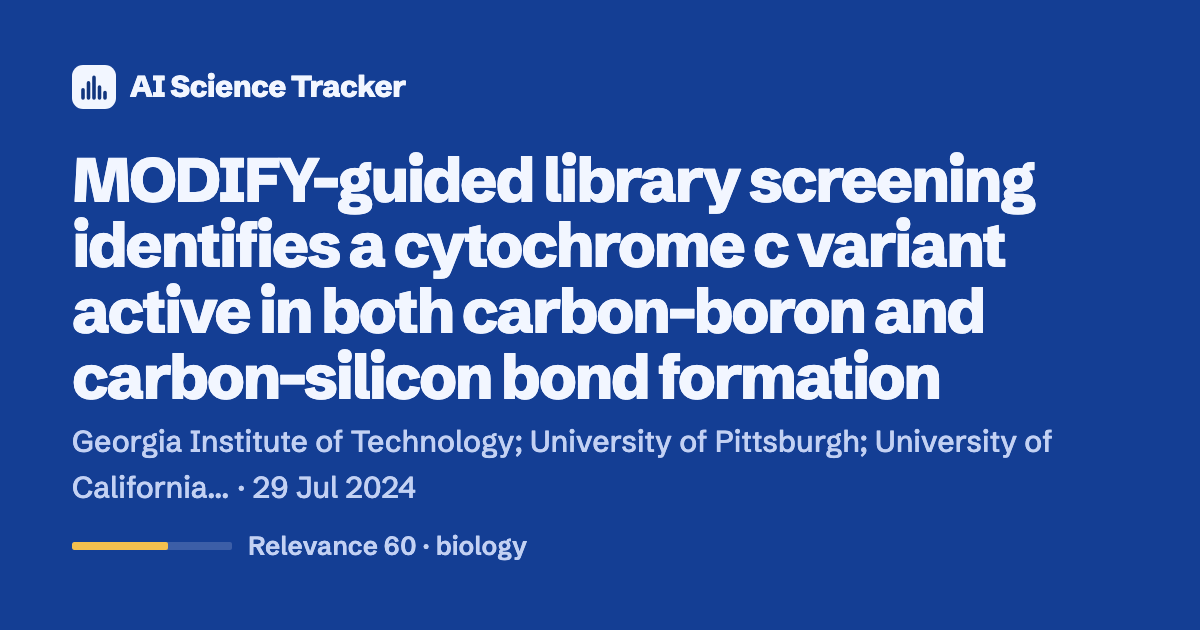 AI Science Tracker
MODIFY-guided library screening
identifies a cytochrome c variant
active in both carbon-boron and
carbon-silicon bond formation
Georgia Institute of Technology; University of Pittsburgh; University of
California... · 29 Jul 2024
Relevance 60 · biology